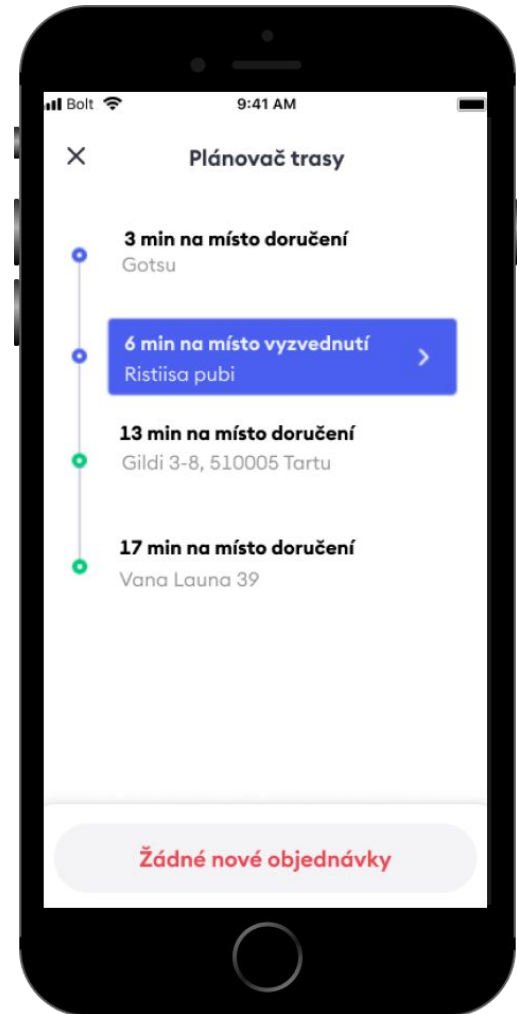 Bolt
9:41 AM
Plánovač trasy
3 min na místo doručení
Gotsu
6 min na místo vyzvednutí
Ristiisa pubi
13 min na místo doručení
Gildi 3-8, 510005 Tartu
17 min na místo doručení
Vana Launa 39
Žádné nové objednávky